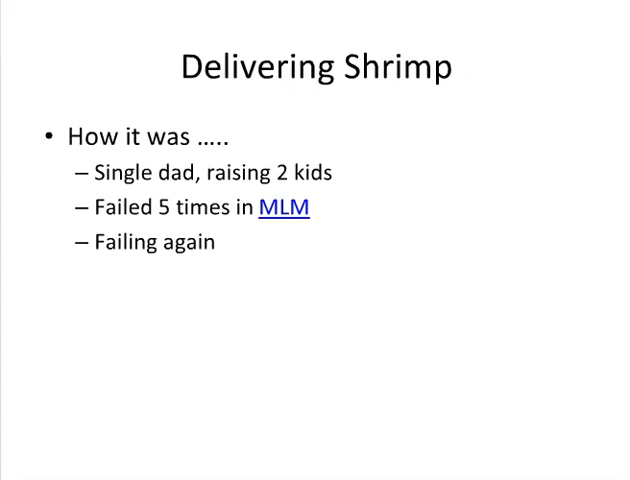 Delivering Shrimp
• How it was …..
– Single dad, raising 2 kids
– Failed 5 times in MLM
– Failing again